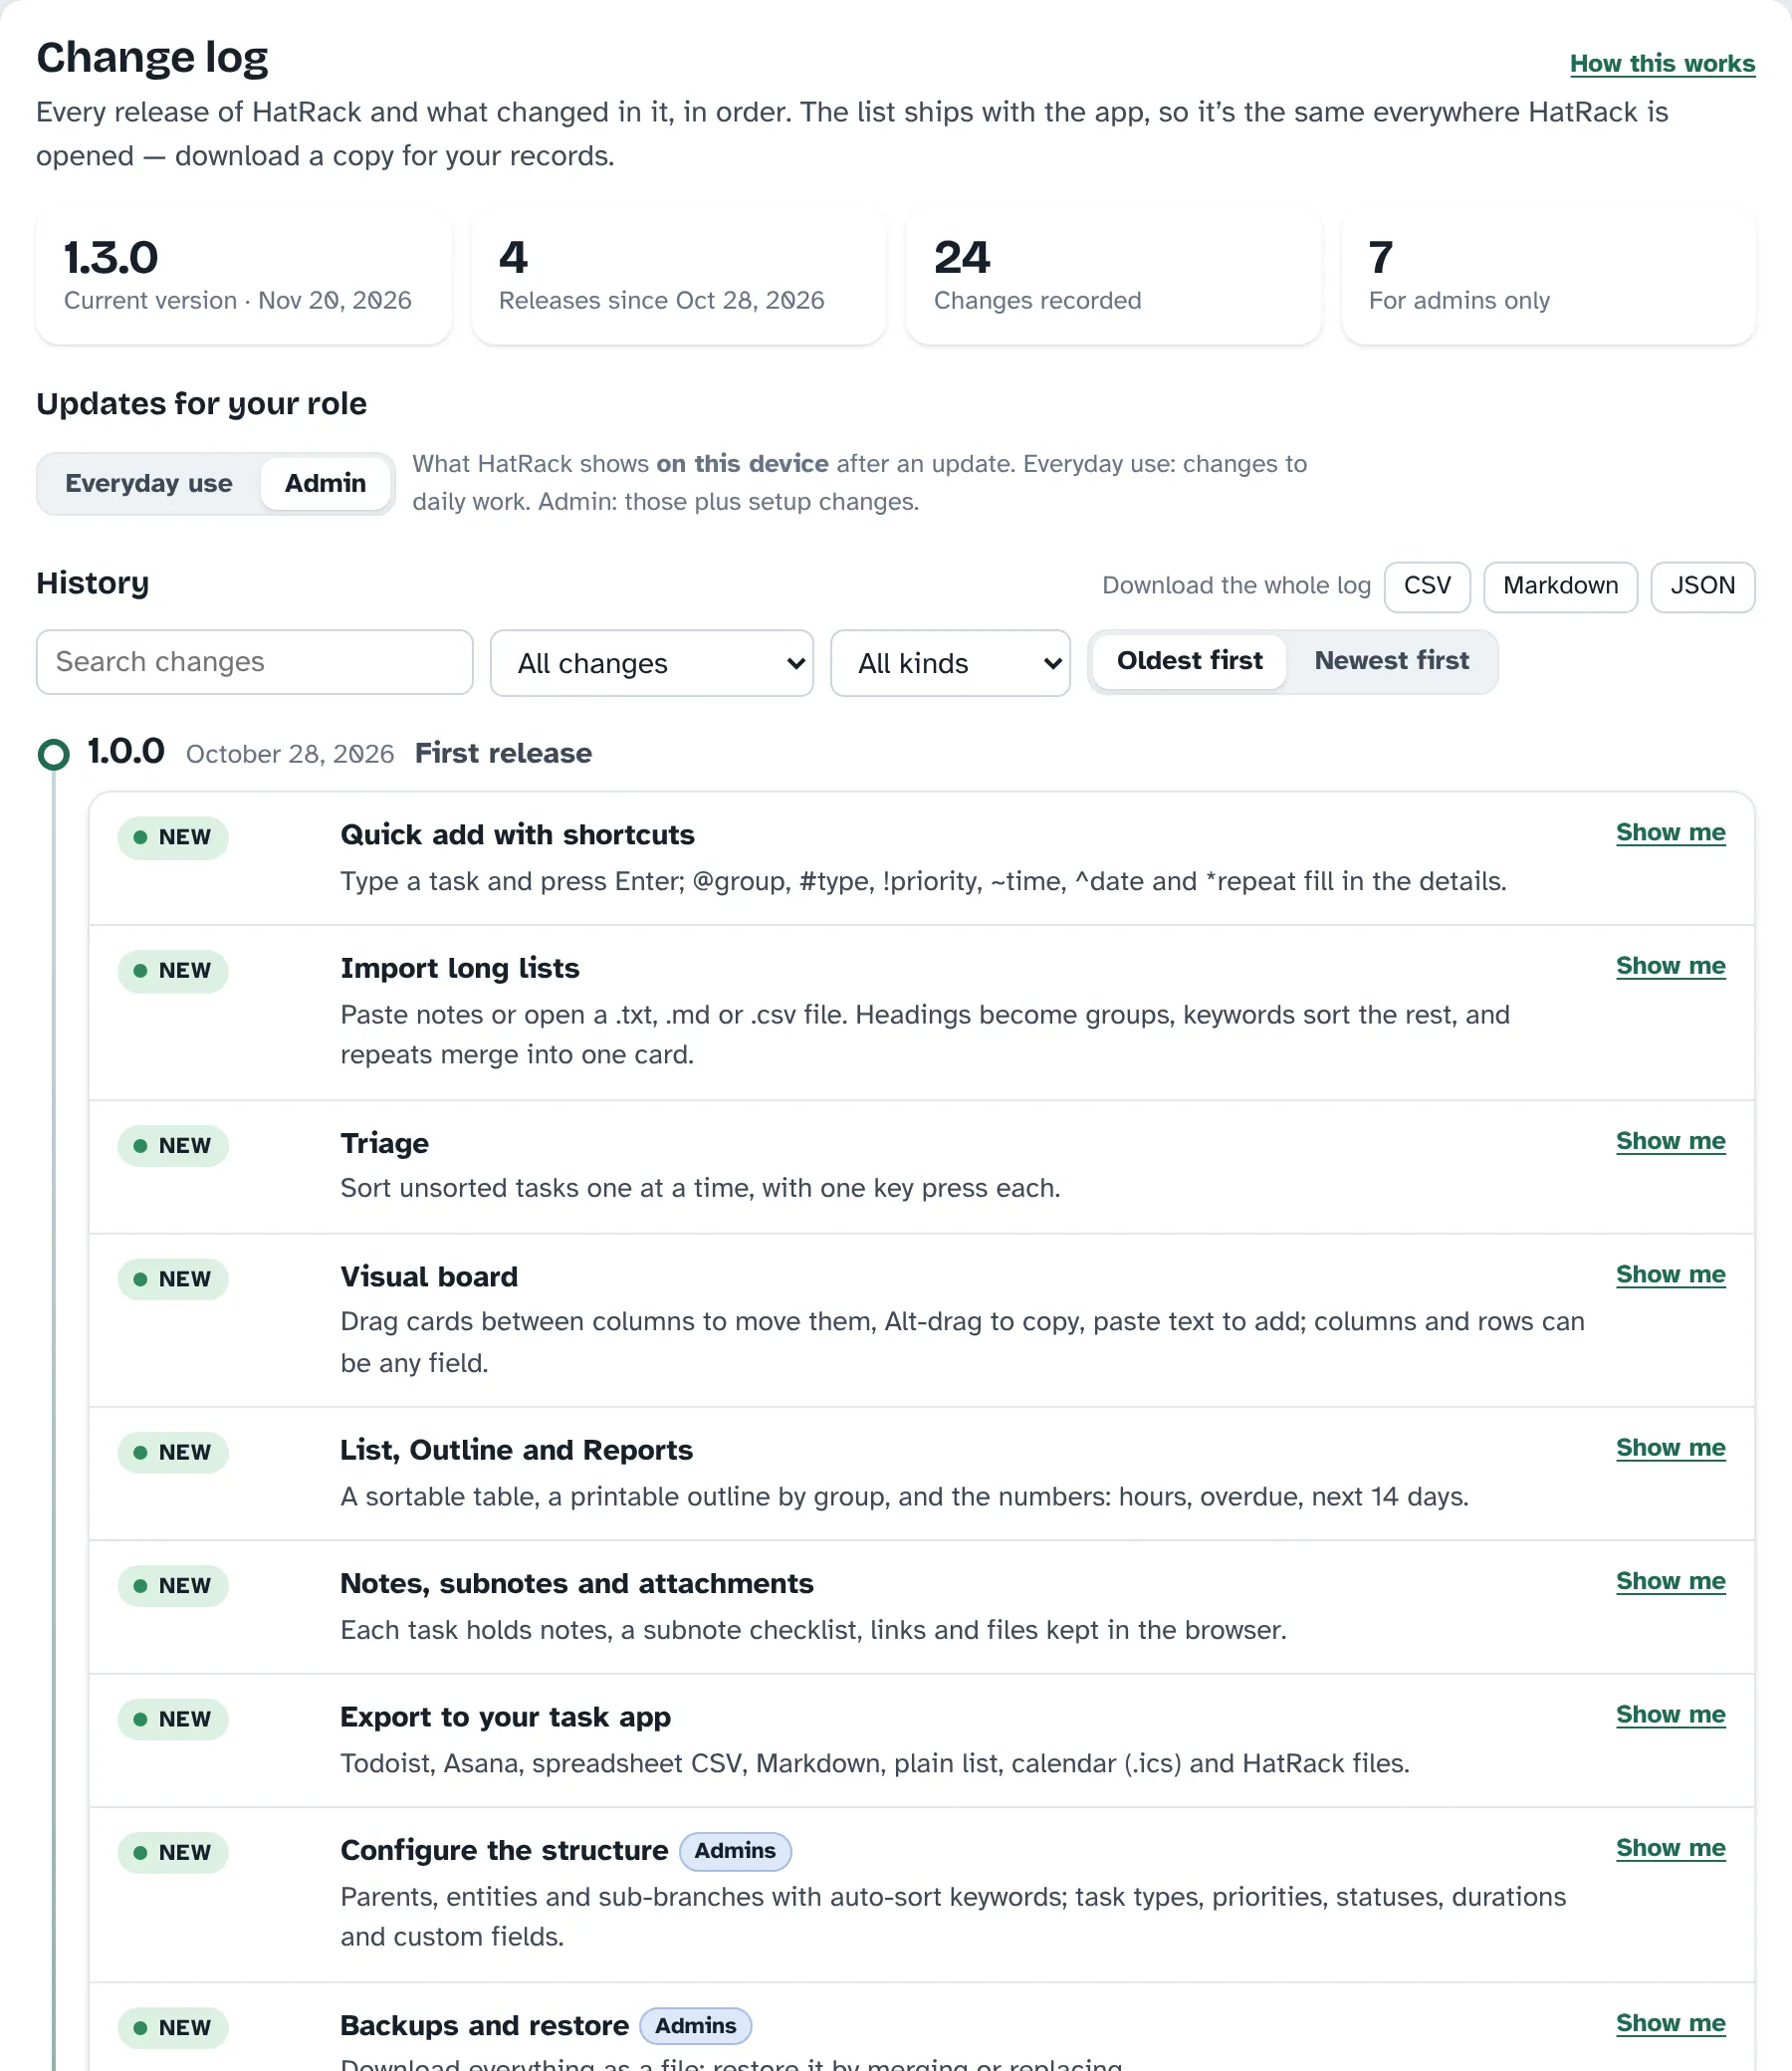 Change log
How this works
Every release of HatRack and what changed in it, in order. The list ships with the app, so it’s the same everywhere HatRack is
opened — download a copy for your records.
1.3.0
Current version · Nov 20, 2026
4
Releases since Oct 28, 2026
24
Changes recorded
7
For admins only
Updates for your role
Everyday use
Admin
What HatRack shows on this device after an update. Everyday use: changes to
daily work. Admin: those plus setup changes.
History
Download the whole log
CSV
Markdown
JSON
Search changes
All changes
All kinds
Oldest first
Newest first
1.0.0 October 28, 2026 First release
NEW
Quick add with shortcuts
Show me
Type a task and press Enter; @group, #type, !priority, ~time, ^date and *repeat fill in the details.
NEW
Import long lists
Show me
Paste notes or open a .txt, .md or .csv file. Headings become groups, keywords sort the rest, and
repeats merge into one card.
NEW
Triage
Show me
Sort unsorted tasks one at a time, with one key press each.
NEW
Visual board
Show me
Drag cards between columns to move them, Alt-drag to copy, paste text to add; columns and rows can
be any field.
NEW
List, Outline and Reports
Show me
A sortable table, a printable outline by group, and the numbers: hours, overdue, next 14 days.
NEW
Notes, subnotes and attachments
Show me
Each task holds notes, a subnote checklist, links and files kept in the browser.
NEW
Export to your task app
Show me
Todoist, Asana, spreadsheet CSV, Markdown, plain list, calendar (.ics) and HatRack files.
NEW
Configure the structure Admins
Show me
Parents, entities and sub-branches with auto-sort keywords; task types, priorities, statuses, durations
and custom fields.
NEW
Backups and restore Admins
Show me
Download everything as a file; restore it by merging or replacing.